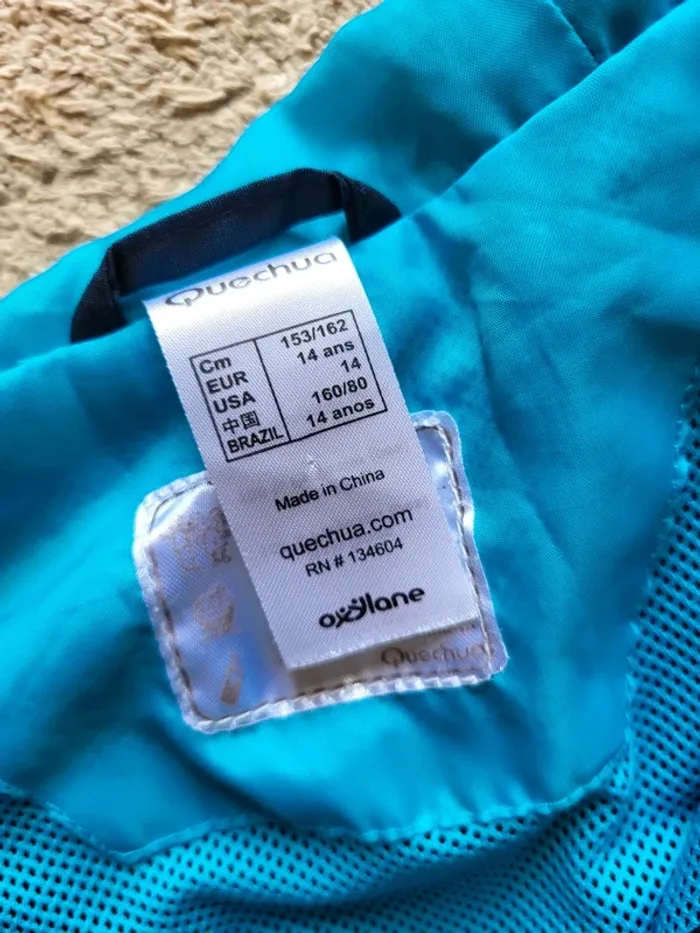 Quechua
Cm 153/162
EUR 14 ans
USA 14
中国 160/80
BRAZIL 14 anos
Made in China
quechua.com
RN # 134604
oxylane
Quechua